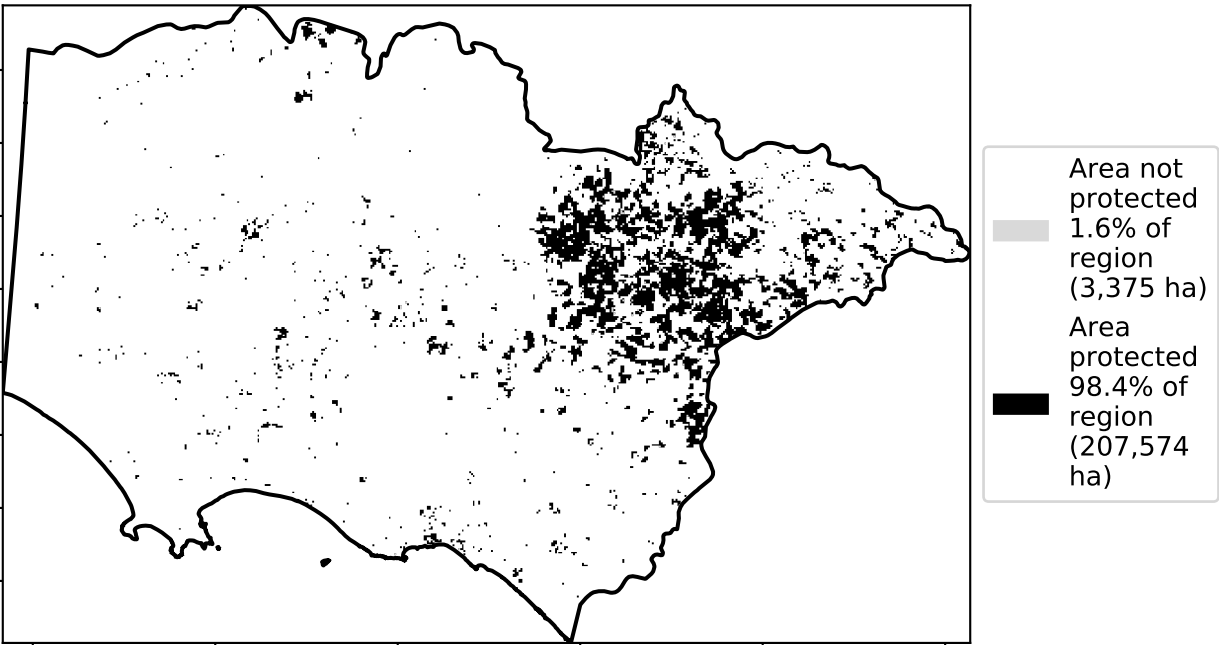 Area not
protected
1.6% of
region
(3,375 ha)
Area
protected
98.4% of
region
(207,574
ha)